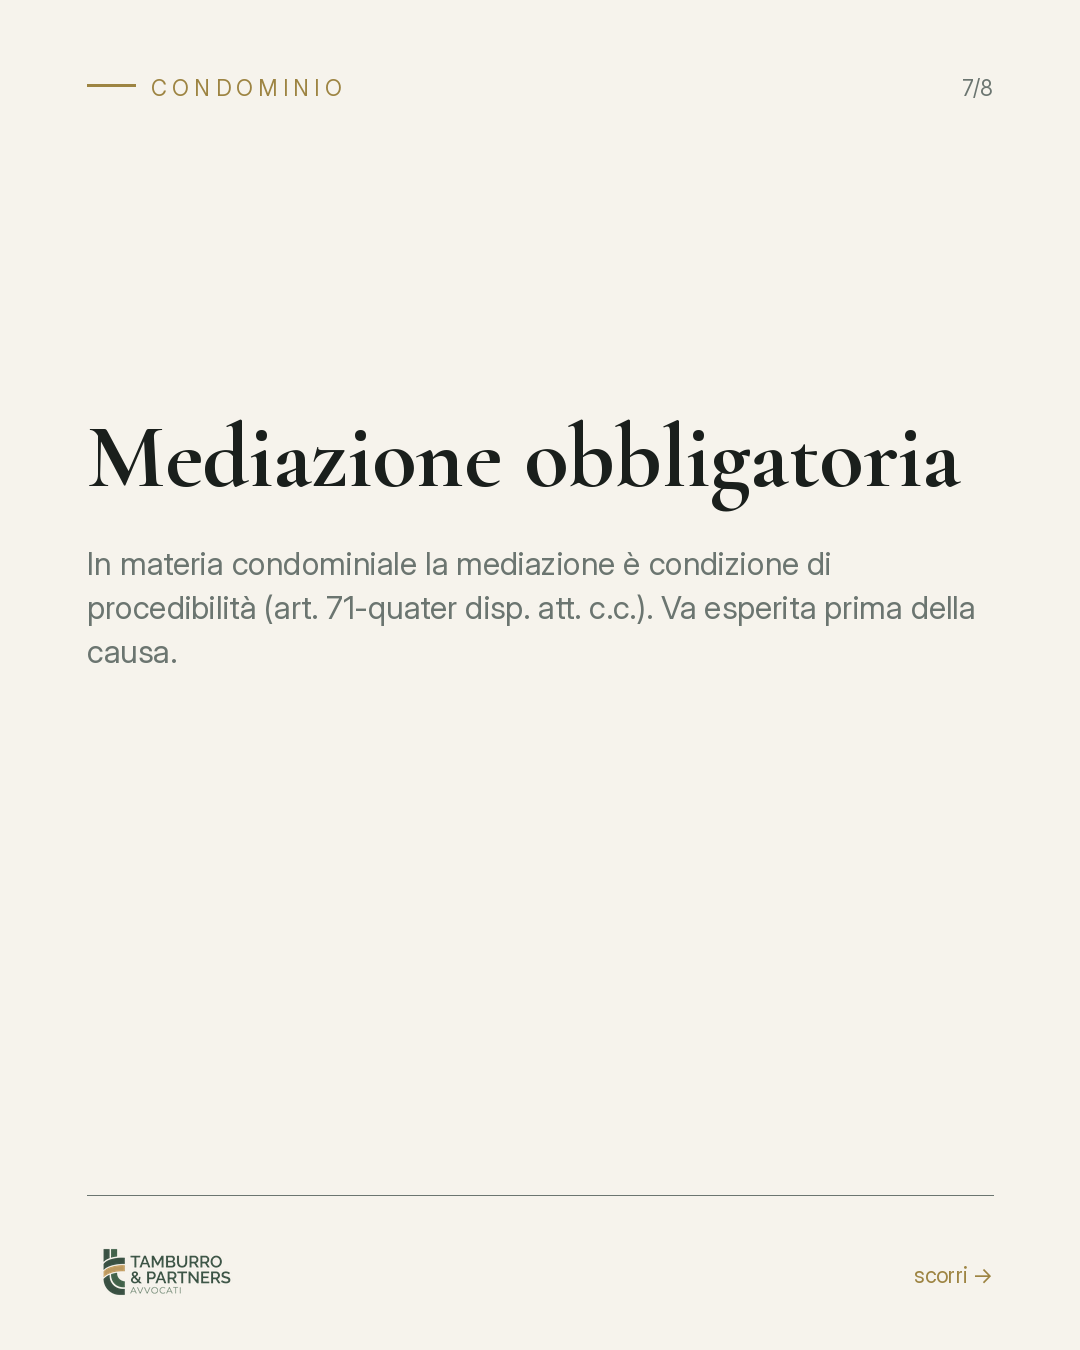 CONDOMINIO
7/8
Mediazione obbligatoria
In materia condominiale la mediazione è condizione di
procedibilità (art. 71-quater disp. att. c.c.). Va esperita prima della
causa.
TAMBURRO
& PARTNERS
AVVOCATI
scorri →